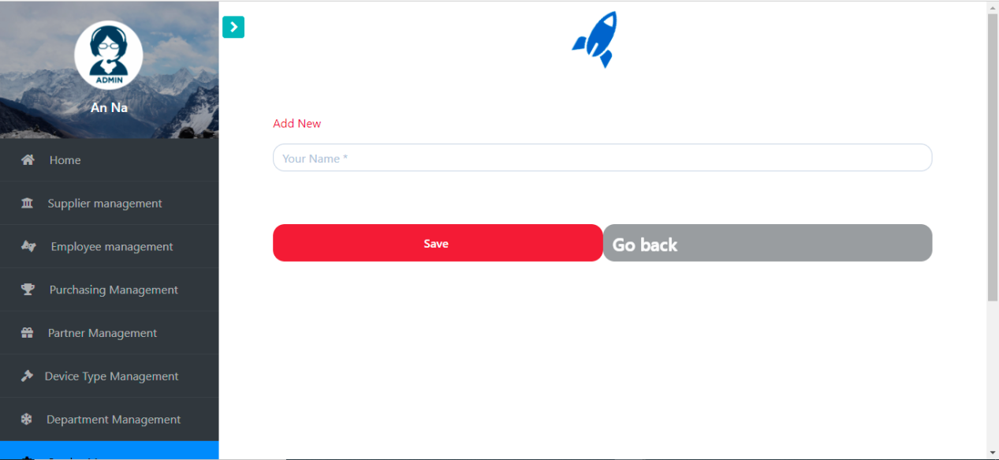 ADMIN
An Na
Home
Supplier management
Employee management
Purchasing Management
Partner Management
Device Type Management
Department Management
Add New
Your Name *
Save
Go back